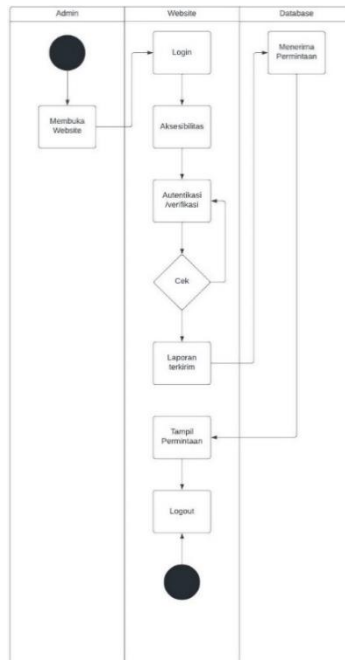 Admin
Website
Database
Login
Menerima
Permintaan
Membuka
Website
Aksesibilitas
Autentikasi
/verifikasi
Cek
Laporan
terkirim
Tampil
Permintaan
Logout